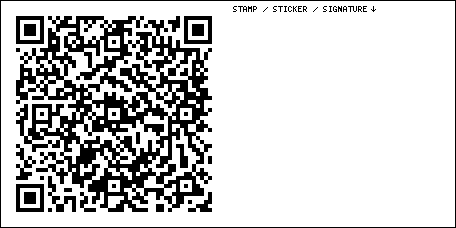 STAMP / STICKER / SIGNATURE ↓